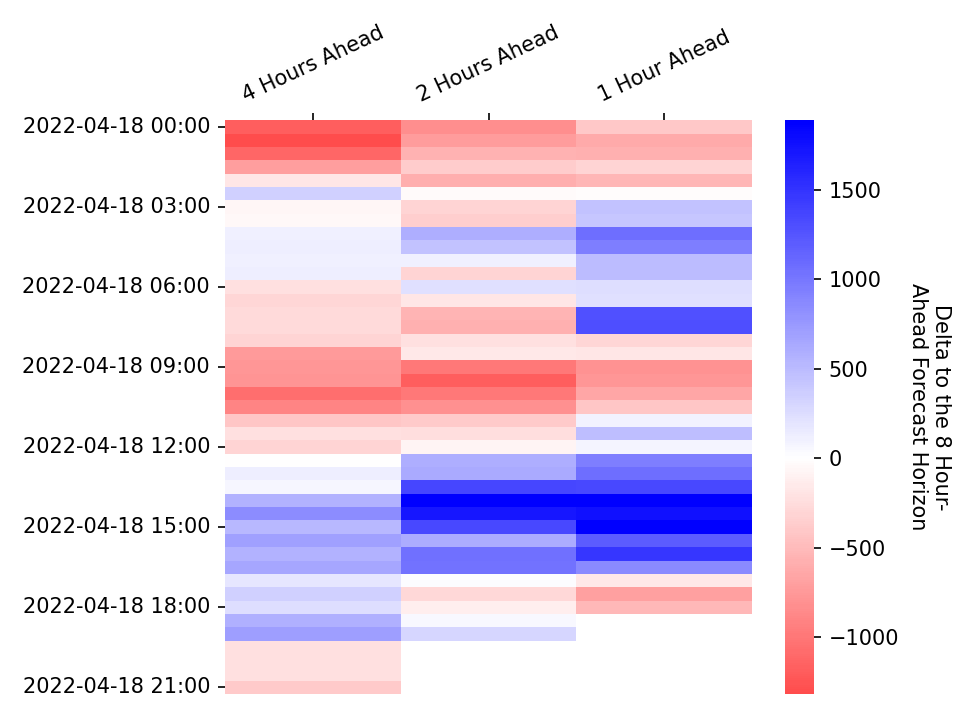 4 Hours Ahead
2 Hours Ahead
1 Hour Ahead
2022-04-18 00:00
2022-04-18 03:00
2022-04-18 06:00
2022-04-18 09:00
2022-04-18 12:00
2022-04-18 15:00
2022-04-18 18:00
2022-04-18 21:00
1500
1000
500
0
−500
−1000
Delta to the 8 Hour-
Ahead Forecast Horizon